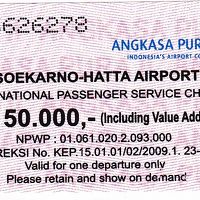 626278
ANGKASA PUR
INDONESIA'S AIRPORT CO
SOEKARNO-HATTA AIRPORT
NATIONAL PASSENGER SERVICE CH
50.000,- (Including Value Add
NPWP : 01.061.020.2.093.000
REKSI No. KEP.15.01.01/02/2009.1. 23-
Valid for one departure only
Please retain and show on demand